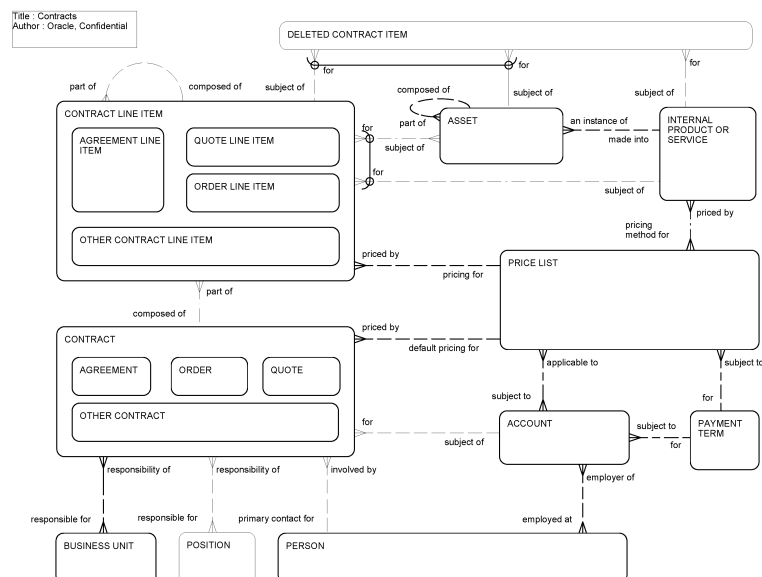 Title : Contracts
Author : Oracle, Confidential
DELETED CONTRACT ITEM
for
for
part of
composed of
subject of
subject of
subject of
CONTRACT LINE ITEM
AGREEMENT LINE
ITEM
QUOTE LINE ITEM
ORDER LINE ITEM
OTHER CONTRACT LINE ITEM
composed of
part of
ASSET
for
subject of
for
subject of
an instance of
made into
INTERNAL
PRODUCT OR
SERVICE
priced by
pricing
method for
priced by
pricing for
PRICE LIST
part of
composed of
CONTRACT
AGREEMENT
ORDER
QUOTE
OTHER CONTRACT
priced by
default pricing for
applicable to
subject to
subject to
for
for
subject of
ACCOUNT
subject to
for
PAYMENT
TERM
responsibility of
responsible for
responsibility of
responsible for
involved by
primary contact for
employer of
employed at
BUSINESS UNIT
POSITION
PERSON